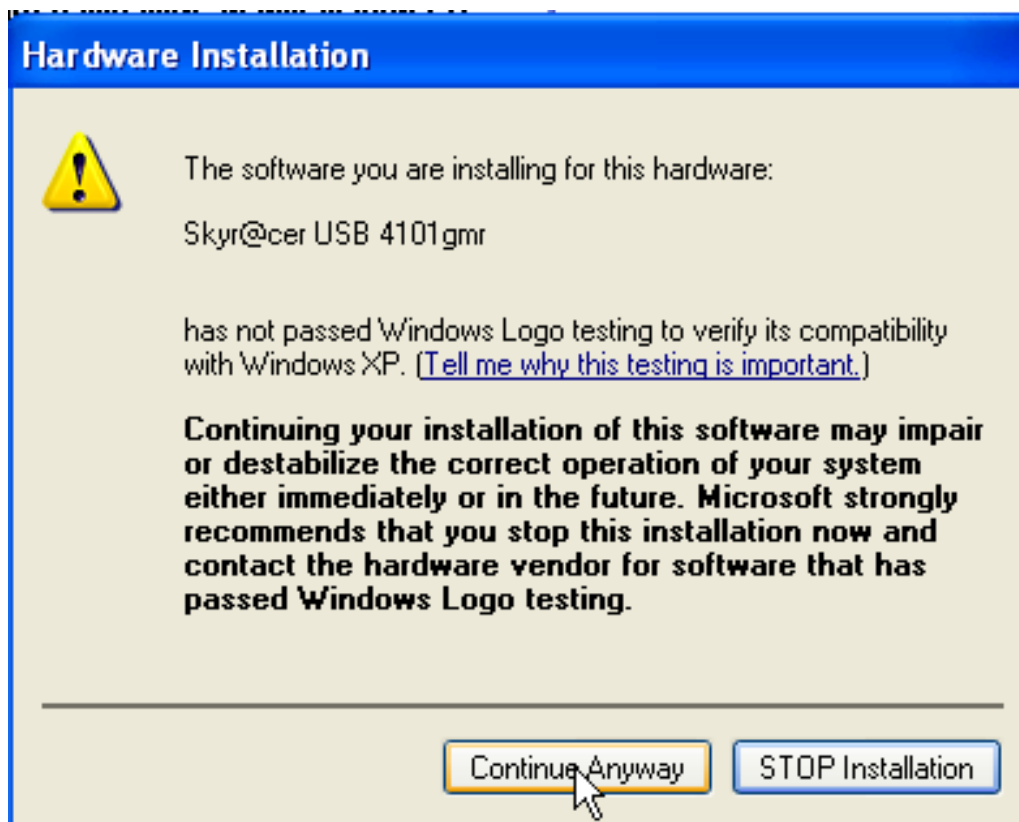 Hardware Installation
The software you are installing for this hardware:
Skyr@cer USB 4101gmr
has not passed Windows Logo testing to verify its compatibility
with Windows XP. (Tell me why this testing is important.)
Continuing your installation of this software may impair
or destabilize the correct operation of your system
either immediately or in the future. Microsoft strongly
recommends that you stop this installation now and
contact the hardware vendor for software that has
passed Windows Logo testing.
Continue Anyway
STOP Installation